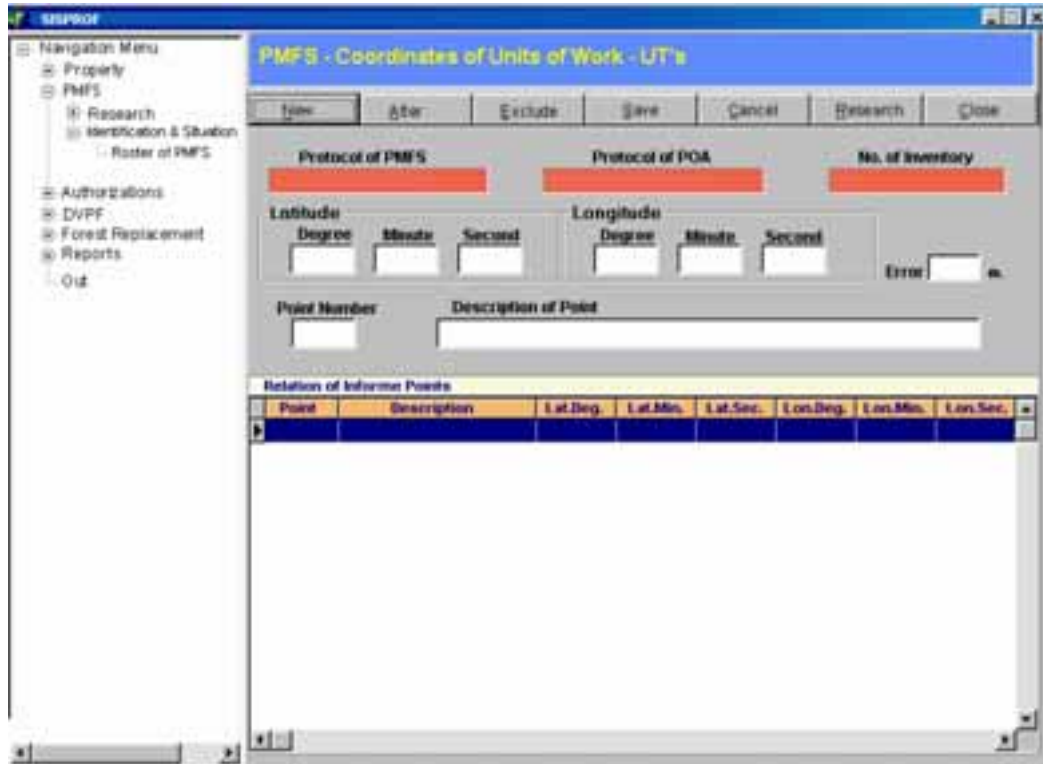 SISPROF
Navigation Menu
Property
PMFS
Research
Identification & Situation
Roster of PMFS
Authorizations
DVPF
Forest Replacement
Reports
Out
PMFS - Coordinates of Units of Work - UT's
New Alter Exclude Save Cancel Research Close
Protocol of PMFS Protocol of POA No. of Inventory
Latitude Longitude
Degree Minute Second Degree Minute Second
Error m.
Point Number Description of Point
Relation of Informe Points
Point Description Lat.Deg. Lat.Min. Lat.Sec. Lon.Deg. Lon.Min. Lon.Sec.